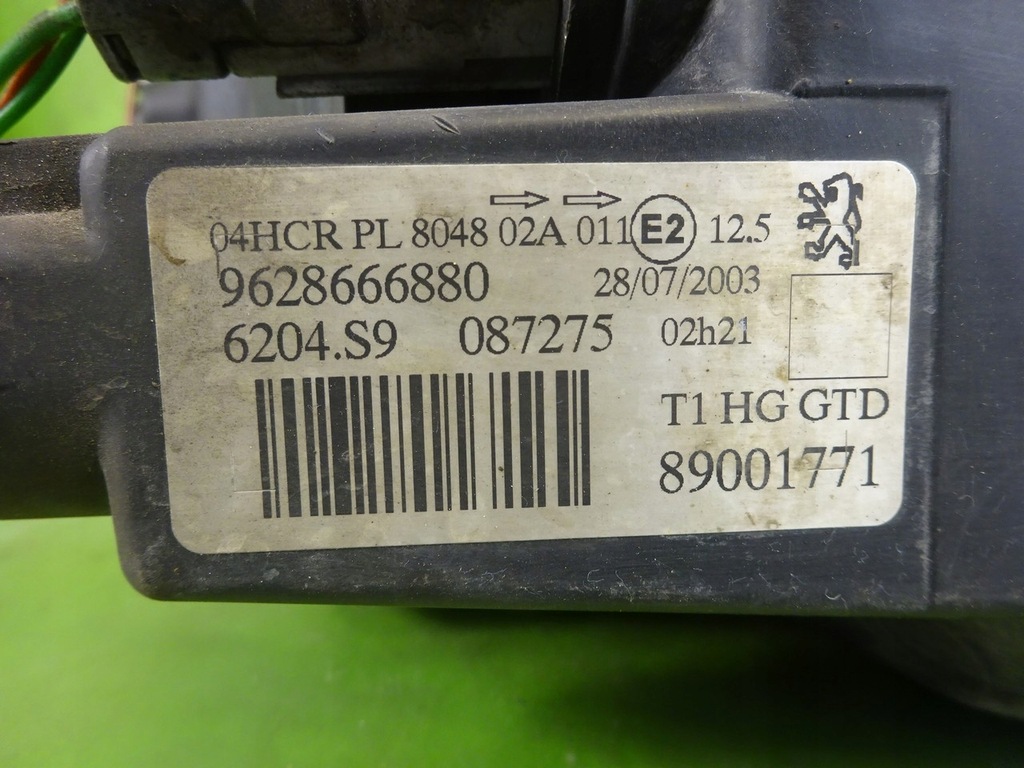 04HCR PL 8048 02A 011 E2 12.5
9628666880 28/07/2003
6204.S9 087275 02h21
T1 HG GTD
89001771